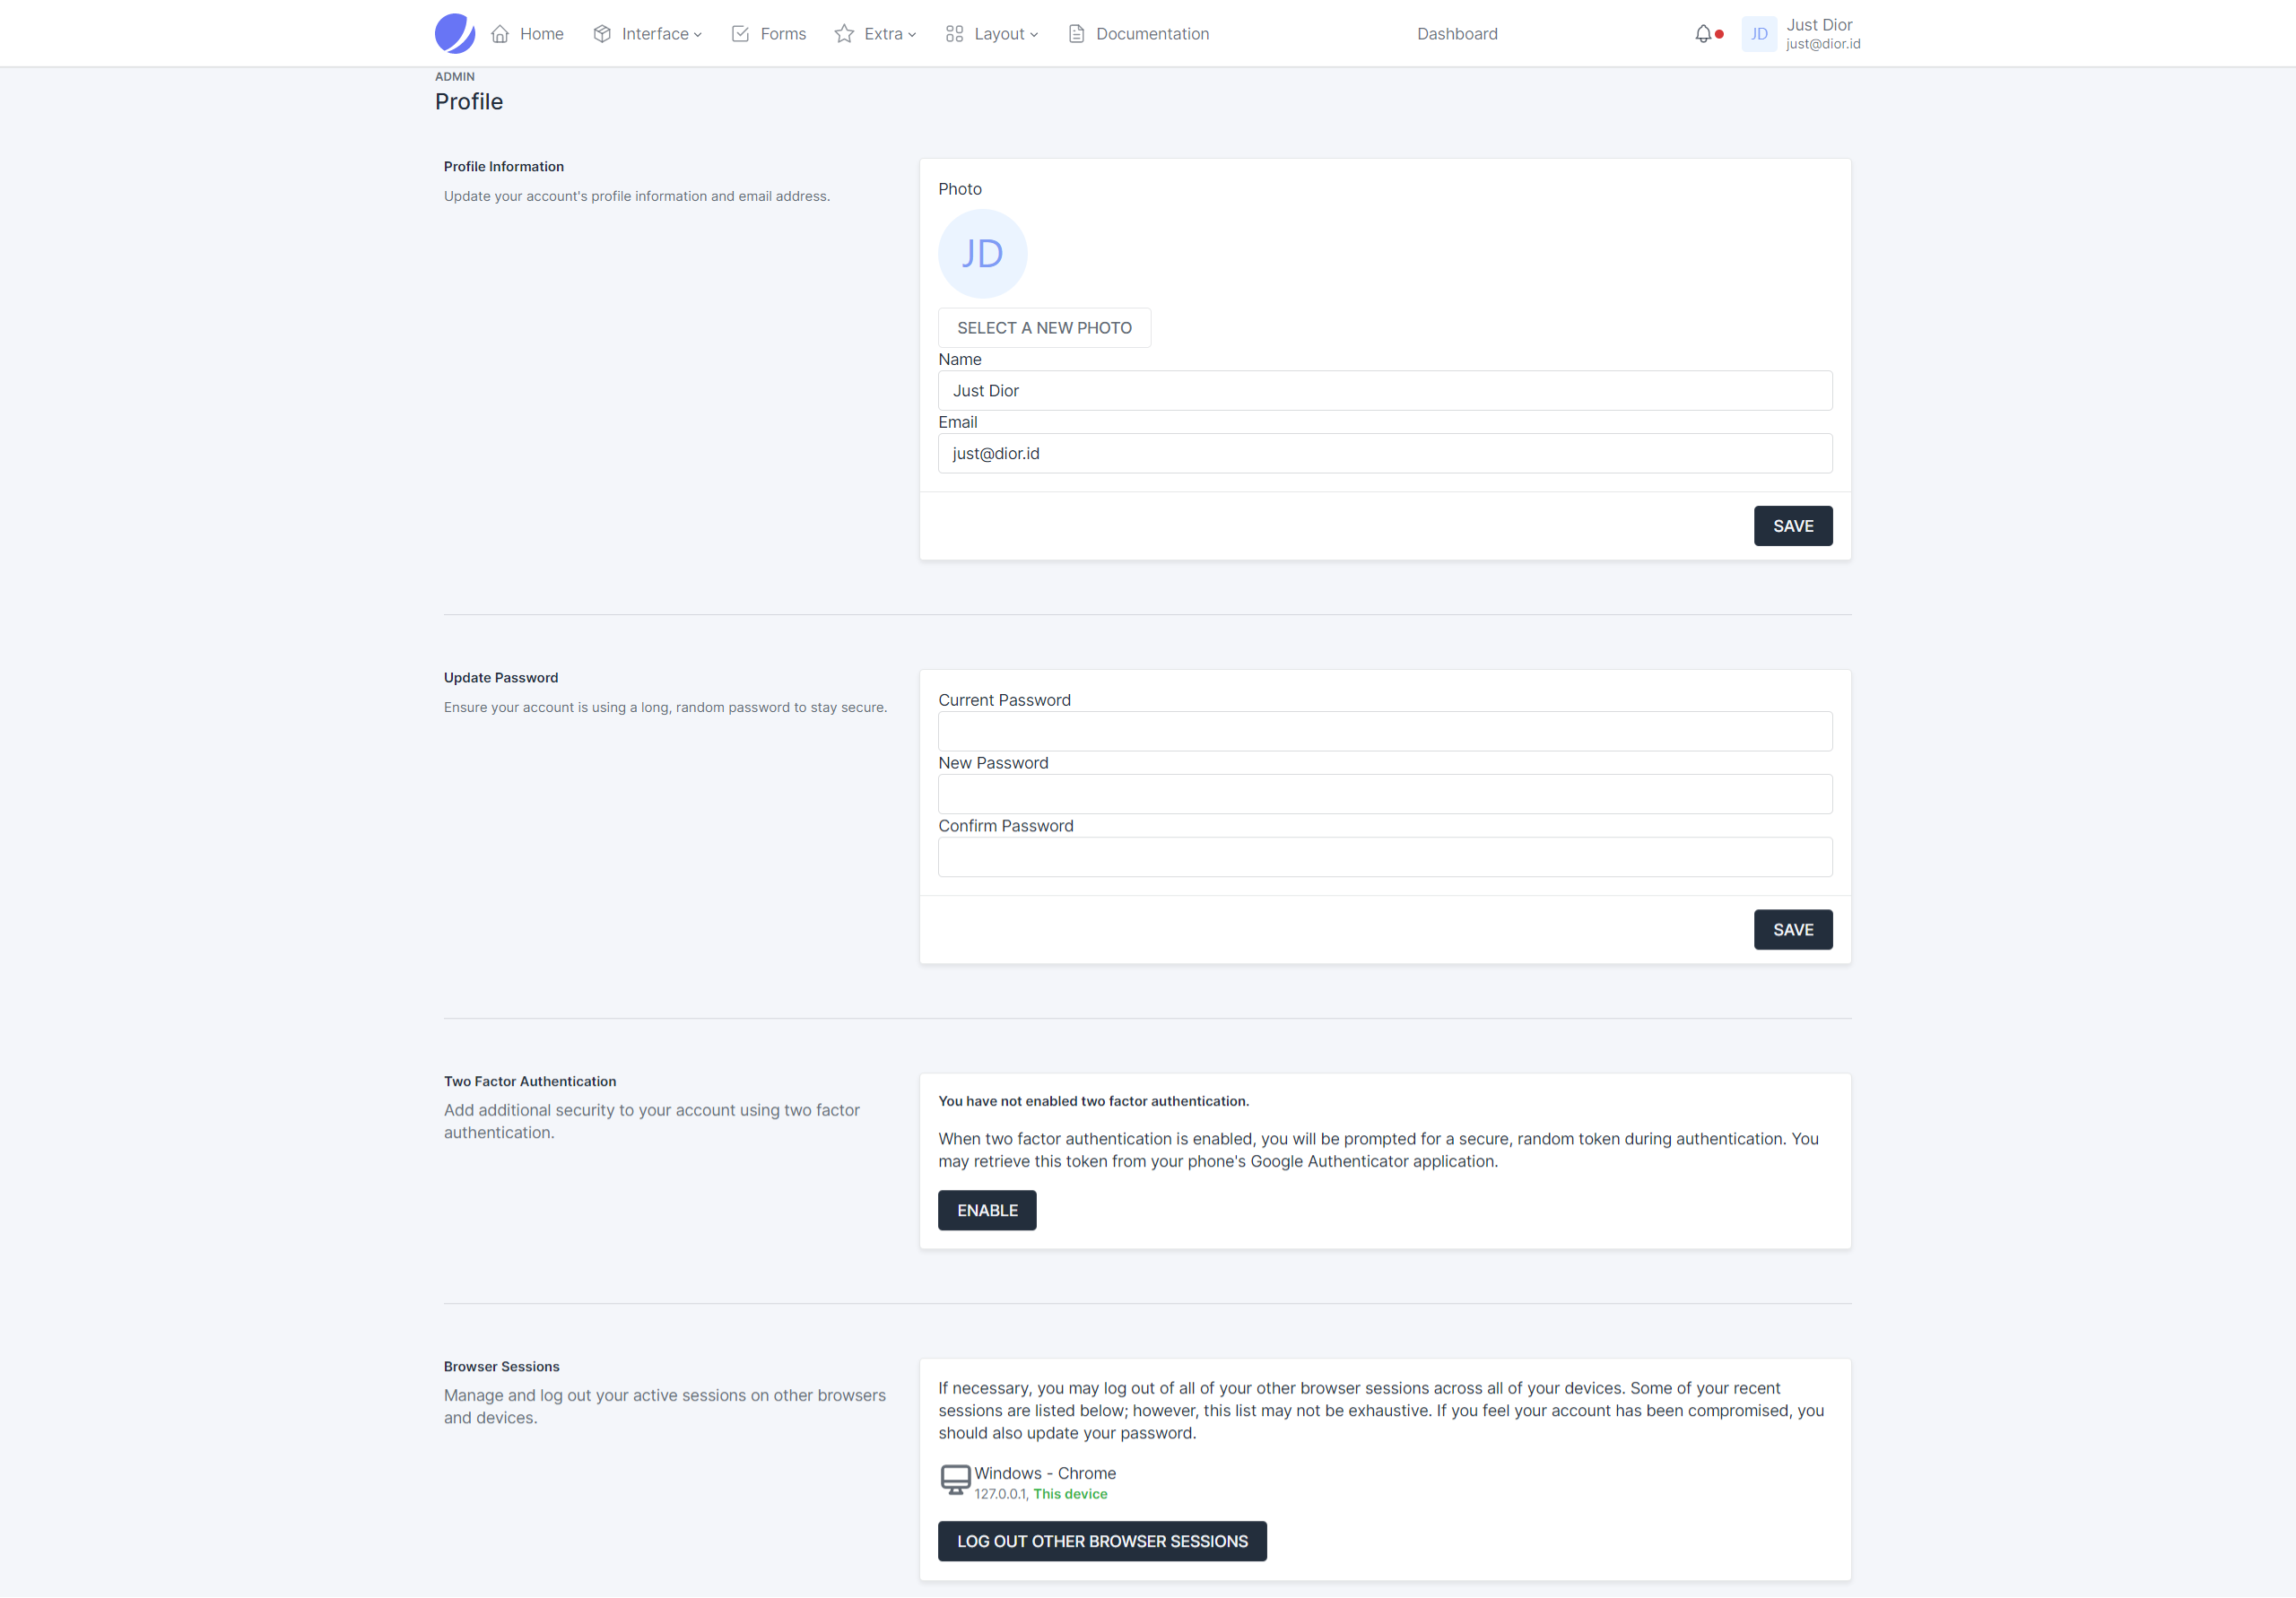 Home Interface Forms Extra Layout Documentation Dashboard
JD
Just Dior
just@dior.id
ADMIN
Profile
Profile Information
Update your account's profile information and email address.
Photo
JD
SELECT A NEW PHOTO
Name
Just Dior
Email
just@dior.id
SAVE
Update Password
Ensure your account is using a long, random password to stay secure.
Current Password
New Password
Confirm Password
SAVE
Two Factor Authentication
Add additional security to your account using two factor
authentication.
You have not enabled two factor authentication.
When two factor authentication is enabled, you will be prompted for a secure, random token during authentication. You
may retrieve this token from your phone's Google Authenticator application.
ENABLE
Browser Sessions
Manage and log out your active sessions on other browsers
and devices.
If necessary, you may log out of all of your other browser sessions across all of your devices. Some of your recent
sessions are listed below; however, this list may not be exhaustive. If you feel your account has been compromised, you
should also update your password.
Windows - Chrome
127.0.0.1, This device
LOG OUT OTHER BROWSER SESSIONS